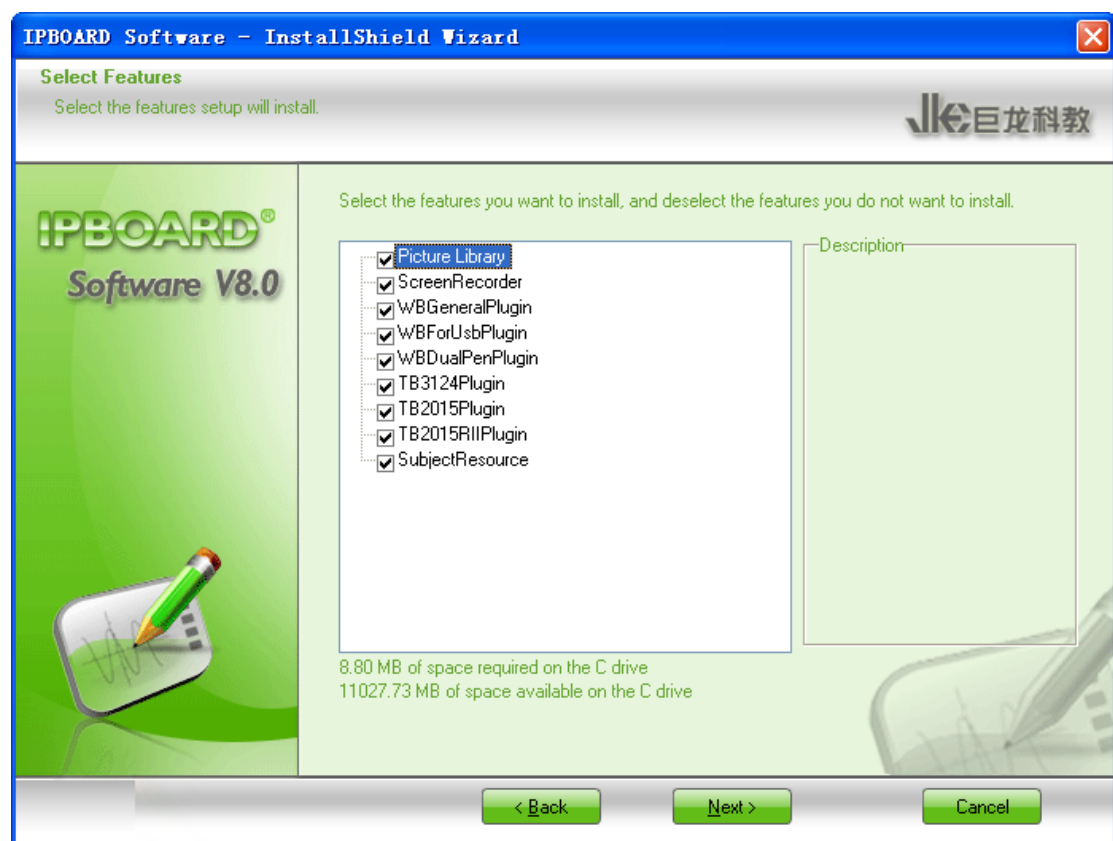 IPBOARD Software - InstallShield Wizard
Select Features
Select the features setup will install.
JLC巨龙科教
IPBOARD®
Software V8.0
Select the features you want to install, and deselect the features you do not want to install.
Picture Library
ScreenRecorder
WBGeneralPlugin
WBForUsbPlugin
WBDualPenPlugin
TB3124Plugin
TB2015Plugin
TB2015RIIPlugin
SubjectResource
Description
8.80 MB of space required on the C drive
11027.73 MB of space available on the C drive
< Back
Next >
Cancel